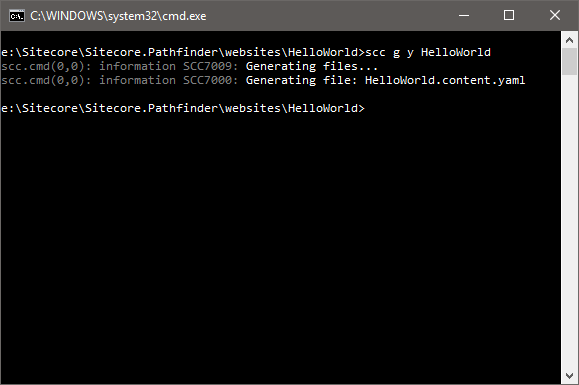 C:\WINDOWS\system32\cmd.exe
e:\Sitecore\Sitecore.Pathfinder\websites\HelloWorld>scc g y HelloWorld
scc.cmd(0,0): information SCC7009: Generating files...
scc.cmd(0,0): information SCC7000: Generating file: HelloWorld.content.yaml
e:\Sitecore\Sitecore.Pathfinder\websites\HelloWorld>